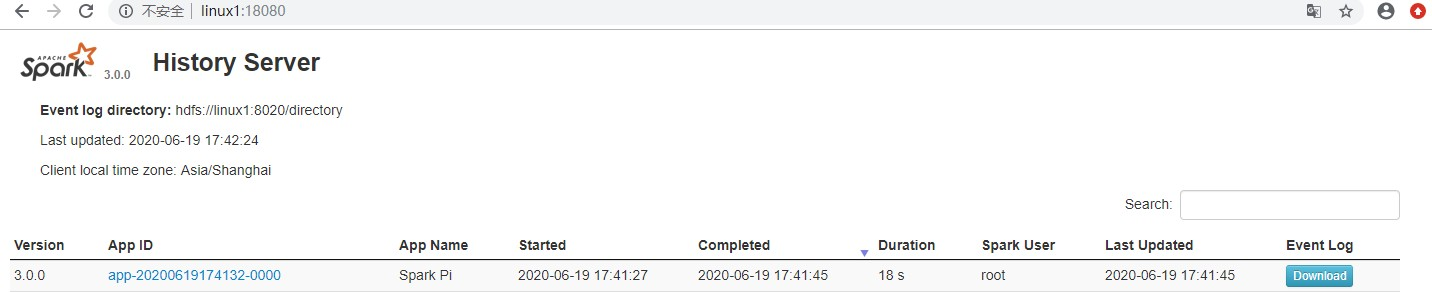 不安全 linux1:18080
APACHE
Spark 3.0.0 History Server
Event log directory: hdfs://linux1:8020/directory
Last updated: 2020-06-19 17:42:24
Client local time zone: Asia/Shanghai
Search:
Version App ID App Name Started Completed Duration Spark User Last Updated Event Log
3.0.0 app-20200619174132-0000 Spark Pi 2020-06-19 17:41:27 2020-06-19 17:41:45 18 s root 2020-06-19 17:41:45 Download